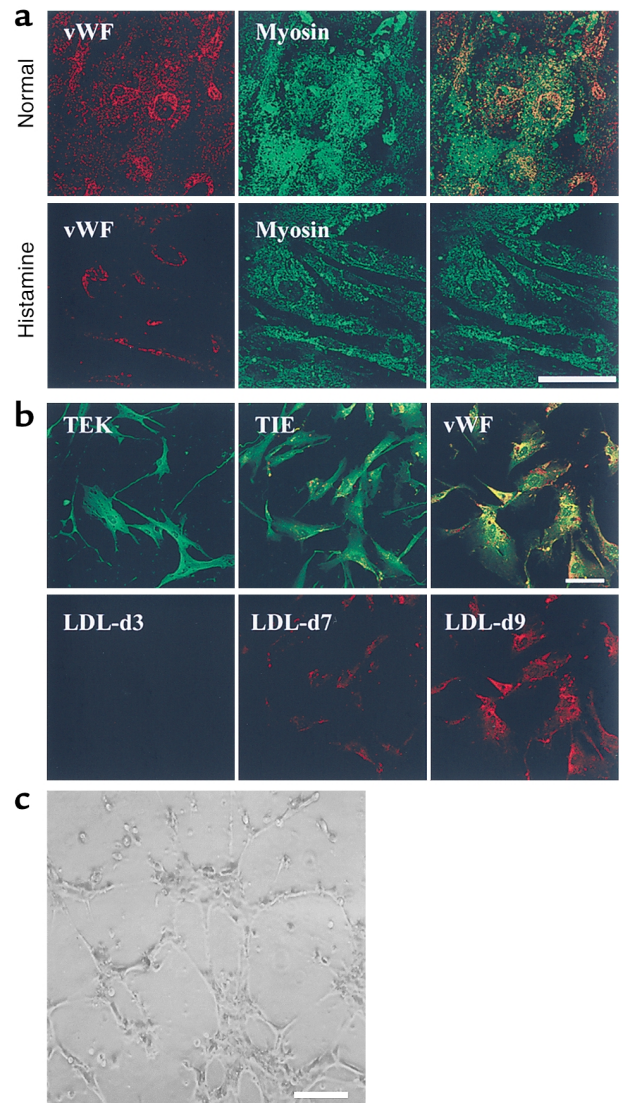 a
Normal
vWF
Myosin
Histamine
vWF
Myosin
b
TEK
TIE
vWF
LDL-d3
LDL-d7
LDL-d9
c